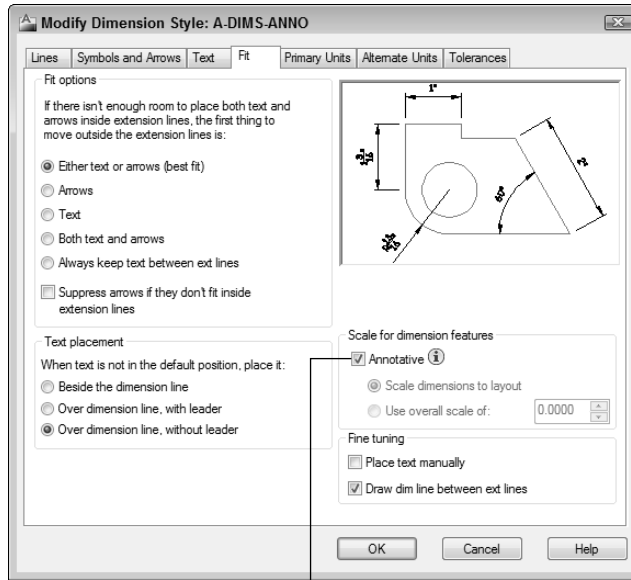 Modify Dimension Style: A-DIMS-ANNO
Lines
Symbols and Arrows
Text
Fit
Primary Units
Alternate Units
Tolerances
Fit options
If there isn't enough room to place both text and
arrows inside extension lines, the first thing to
move outside the extension lines is:
Either text or arrows (best fit)
Arrows
Text
Both text and arrows
Always keep text between ext lines
Suppress arrows if they don't fit inside
extension lines
Text placement
When text is not in the default position, place it:
Beside the dimension line
Over dimension line, with leader
Over dimension line, without leader
1"
2"
60°
Scale for dimension features
Annotative
Scale dimensions to layout
Use overall scale of:
0.0000
Fine tuning
Place text manually
Draw dim line between ext lines
OK
Cancel
Help